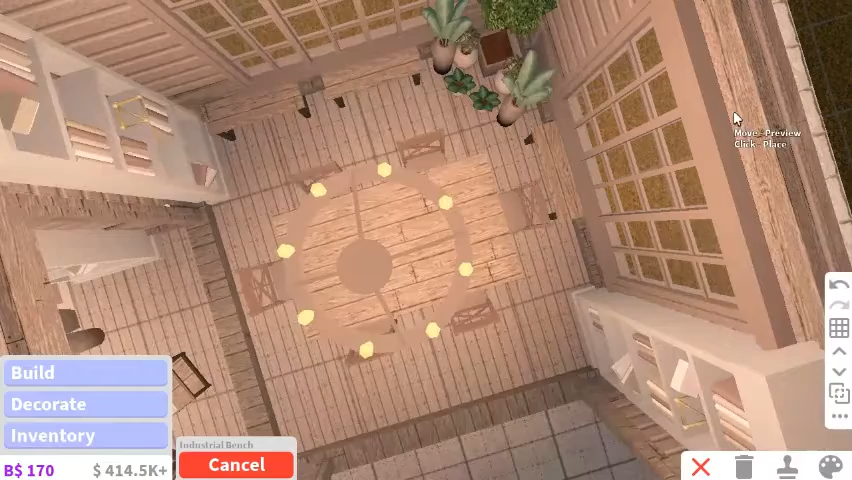 Move - Preview
Click - Place
Build
Decorate
Inventory
Industrial Bench
Cancel
B$ 170
$ 414.5K+